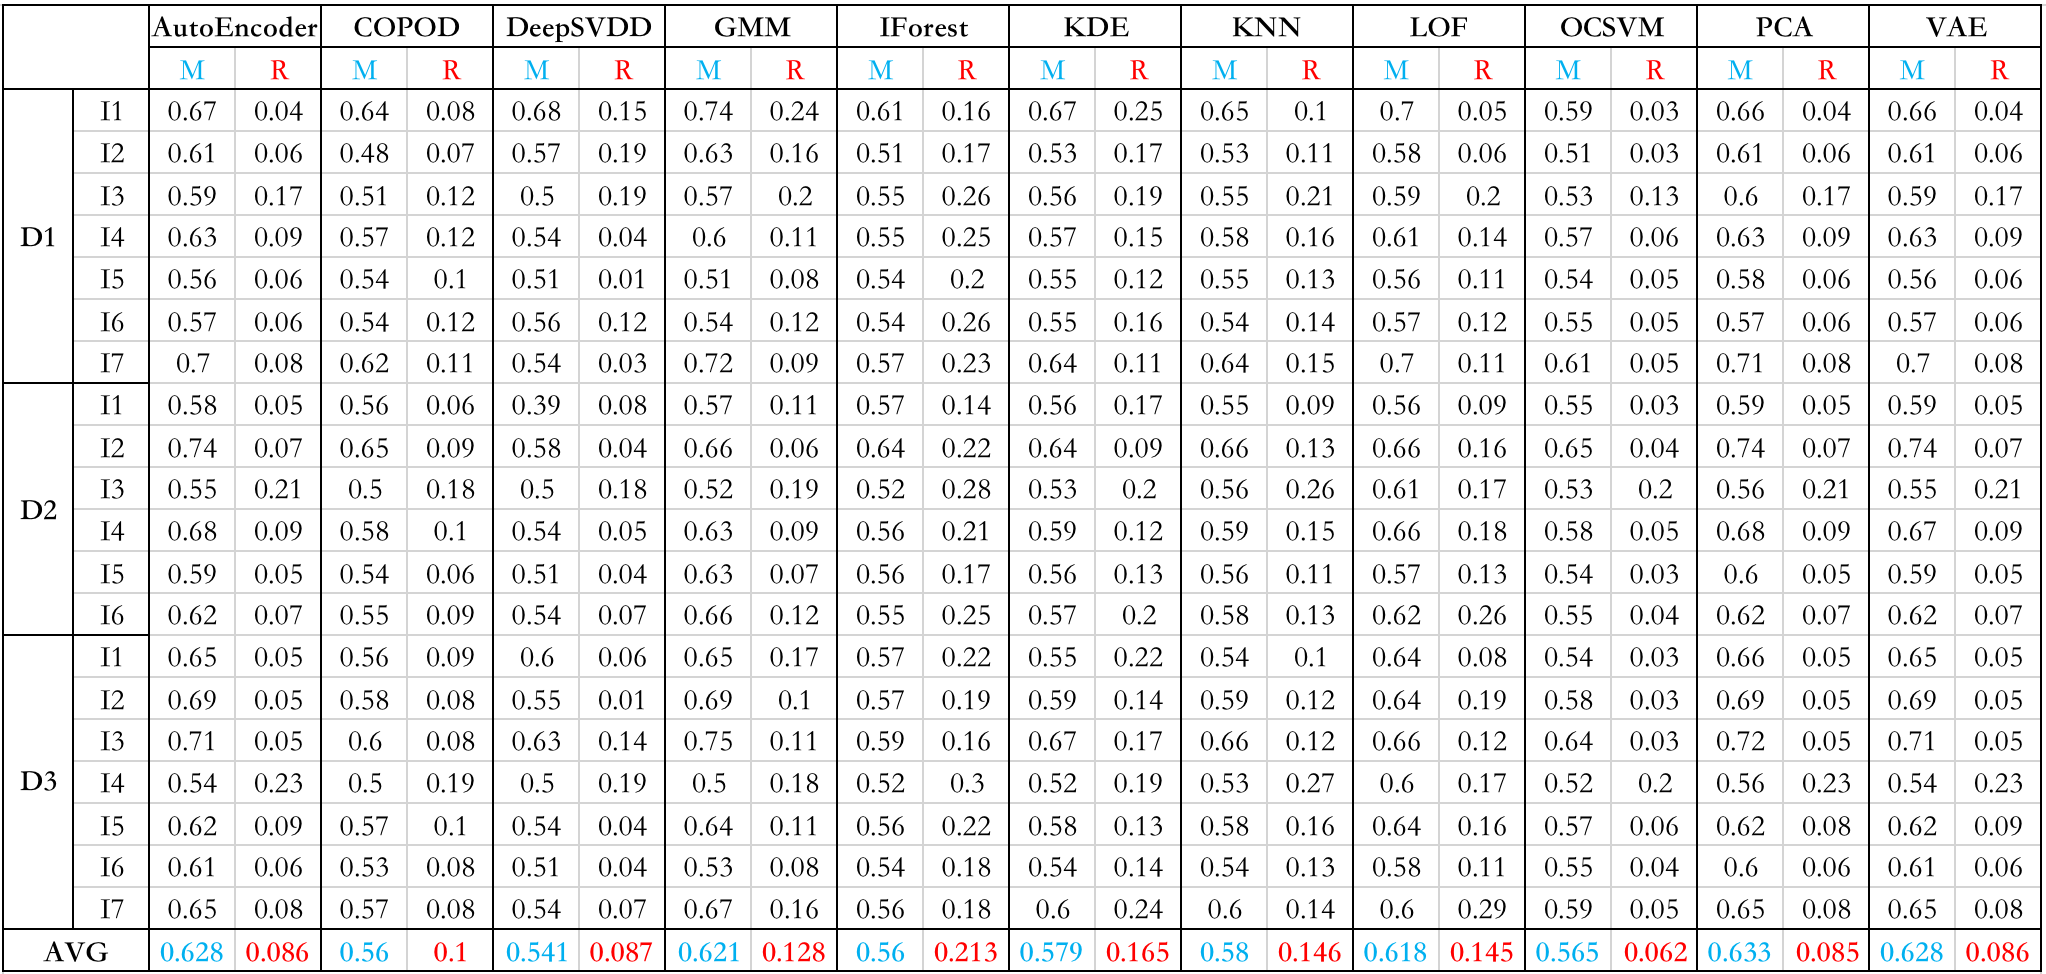 AutoEncoder COPOD DeepSVDD GMM IForest KDE KNN LOF OCSVM PCA VAE
M R M R M R M R M R M R M R M R M R M R M R
D1
I1 0.67 0.04 0.64 0.08 0.68 0.15 0.74 0.24 0.61 0.16 0.67 0.25 0.65 0.1 0.7 0.05 0.59 0.03 0.66 0.04 0.66 0.04
I2 0.61 0.06 0.48 0.07 0.57 0.19 0.63 0.16 0.51 0.17 0.53 0.17 0.53 0.11 0.58 0.06 0.51 0.03 0.61 0.06 0.61 0.06
I3 0.59 0.17 0.51 0.12 0.5 0.19 0.57 0.2 0.55 0.26 0.56 0.19 0.55 0.21 0.59 0.2 0.53 0.13 0.6 0.17 0.59 0.17
I4 0.63 0.09 0.57 0.12 0.54 0.04 0.6 0.11 0.55 0.25 0.57 0.15 0.58 0.16 0.61 0.14 0.57 0.06 0.63 0.09 0.63 0.09
I5 0.56 0.06 0.54 0.1 0.51 0.01 0.51 0.08 0.54 0.2 0.55 0.12 0.55 0.13 0.56 0.11 0.54 0.05 0.58 0.06 0.56 0.06
I6 0.57 0.06 0.54 0.12 0.56 0.12 0.54 0.12 0.54 0.26 0.55 0.16 0.54 0.14 0.57 0.12 0.55 0.05 0.57 0.06 0.57 0.06
I7 0.7 0.08 0.62 0.11 0.54 0.03 0.72 0.09 0.57 0.23 0.64 0.11 0.64 0.15 0.7 0.11 0.61 0.05 0.71 0.08 0.7 0.08
D2
I1 0.58 0.05 0.56 0.06 0.39 0.08 0.57 0.11 0.57 0.14 0.56 0.17 0.55 0.09 0.56 0.09 0.55 0.03 0.59 0.05 0.59 0.05
I2 0.74 0.07 0.65 0.09 0.58 0.04 0.66 0.06 0.64 0.22 0.64 0.09 0.66 0.13 0.66 0.16 0.65 0.04 0.74 0.07 0.74 0.07
I3 0.55 0.21 0.5 0.18 0.5 0.18 0.52 0.19 0.52 0.28 0.53 0.2 0.56 0.26 0.61 0.17 0.53 0.2 0.56 0.21 0.55 0.21
I4 0.68 0.09 0.58 0.1 0.54 0.05 0.63 0.09 0.56 0.21 0.59 0.12 0.59 0.15 0.66 0.18 0.58 0.05 0.68 0.09 0.67 0.09
I5 0.59 0.05 0.54 0.06 0.51 0.04 0.63 0.07 0.56 0.17 0.56 0.13 0.56 0.11 0.57 0.13 0.54 0.03 0.6 0.05 0.59 0.05
I6 0.62 0.07 0.55 0.09 0.54 0.07 0.66 0.12 0.55 0.25 0.57 0.2 0.58 0.13 0.62 0.26 0.55 0.04 0.62 0.07 0.62 0.07
D3
I1 0.65 0.05 0.56 0.09 0.6 0.06 0.65 0.17 0.57 0.22 0.55 0.22 0.54 0.1 0.64 0.08 0.54 0.03 0.66 0.05 0.65 0.05
I2 0.69 0.05 0.58 0.08 0.55 0.01 0.69 0.1 0.57 0.19 0.59 0.14 0.59 0.12 0.64 0.19 0.58 0.03 0.69 0.05 0.69 0.05
I3 0.71 0.05 0.6 0.08 0.63 0.14 0.75 0.11 0.59 0.16 0.67 0.17 0.66 0.12 0.66 0.12 0.64 0.03 0.72 0.05 0.71 0.05
I4 0.54 0.23 0.5 0.19 0.5 0.19 0.5 0.18 0.52 0.3 0.52 0.19 0.53 0.27 0.6 0.17 0.52 0.2 0.56 0.23 0.54 0.23
I5 0.62 0.09 0.57 0.1 0.54 0.04 0.64 0.11 0.56 0.22 0.58 0.13 0.58 0.16 0.64 0.16 0.57 0.06 0.62 0.08 0.62 0.09
I6 0.61 0.06 0.53 0.08 0.51 0.04 0.53 0.08 0.54 0.18 0.54 0.14 0.54 0.13 0.58 0.11 0.55 0.04 0.6 0.06 0.61 0.06
I7 0.65 0.08 0.57 0.08 0.54 0.07 0.67 0.16 0.56 0.18 0.6 0.24 0.6 0.14 0.6 0.29 0.59 0.05 0.65 0.08 0.65 0.08
AVG 0.628 0.086 0.56 0.1 0.541 0.087 0.621 0.128 0.56 0.213 0.579 0.165 0.58 0.146 0.618 0.145 0.565 0.062 0.633 0.085 0.628 0.086